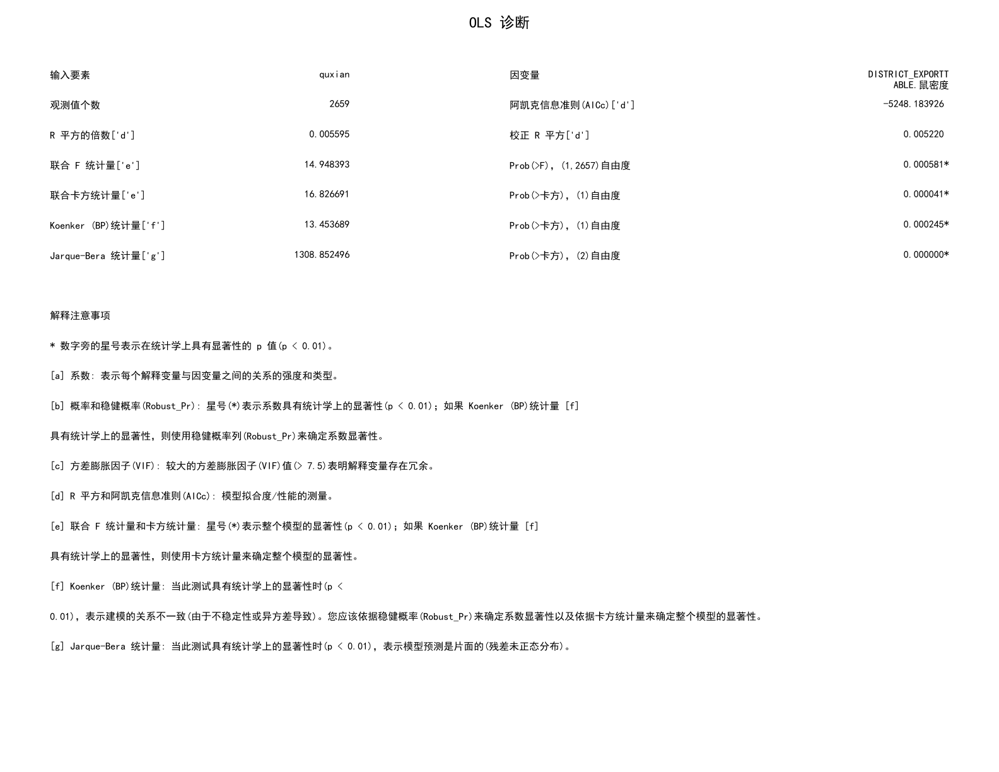 OLS 诊断
输入要素 quxian 因变量 DISTRICT_EXPORTT
ABLE.鼠密度
观测值个数 2659 阿凯克信息准则(AICc)['d'] -5248.183926
R 平方的倍数['d'] 0.005595 校正 R 平方['d'] 0.005220
联合 F 统计量['e'] 14.948393 Prob(>F), (1,2657)自由度 0.000581*
联合卡方统计量['e'] 16.826691 Prob(>卡方), (1)自由度 0.000041*
Koenker (BP)统计量['f'] 13.453689 Prob(>卡方), (1)自由度 0.000245*
Jarque-Bera 统计量['g'] 1308.852496 Prob(>卡方), (2)自由度 0.000000*
解释注意事项
* 数字旁的星号表示在统计学上具有显著性的 p 值(p < 0.01)。
[a] 系数: 表示每个解释变量与因变量之间的关系的强度和类型。
[b] 概率和稳健概率(Robust_Pr): 星号(*)表示系数具有统计学上的显著性(p < 0.01); 如果 Koenker (BP)统计量 [f]
具有统计学上的显著性, 则使用稳健概率列(Robust_Pr)来确定系数显著性。
[c] 方差膨胀因子(VIF): 较大的方差膨胀因子(VIF)值(> 7.5)表明解释变量存在冗余。
[d] R 平方和阿凯克信息准则(AICc): 模型拟合度/性能的测量。
[e] 联合 F 统计量和卡方统计量: 星号(*)表示整个模型的显著性(p < 0.01); 如果 Koenker (BP)统计量 [f]
具有统计学上的显著性, 则使用卡方统计量来确定整个模型的显著性。
[f] Koenker (BP)统计量: 当此测试具有统计学上的显著性时(p <
0.01), 表示建模的关系不一致(由于不稳定性或异方差导致)。您应该依据稳健概率(Robust_Pr)来确定系数显著性以及依据卡方统计量来确定整个模型的显著性。
[g] Jarque-Bera 统计量: 当此测试具有统计学上的显著性时(p < 0.01), 表示模型预测是片面的(残差未正态分布)。